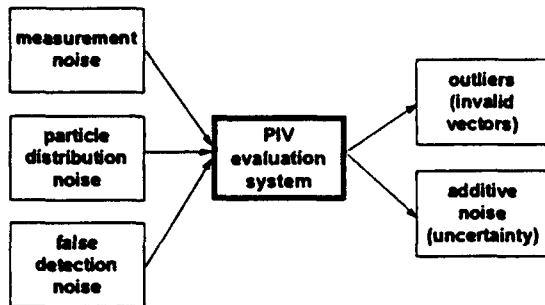 measurement
noise
particle
distribution
noise
false
detection
noise
PIV
evaluation
system
outliers
(invalid
vectors)
additive
noise
(uncertainty)